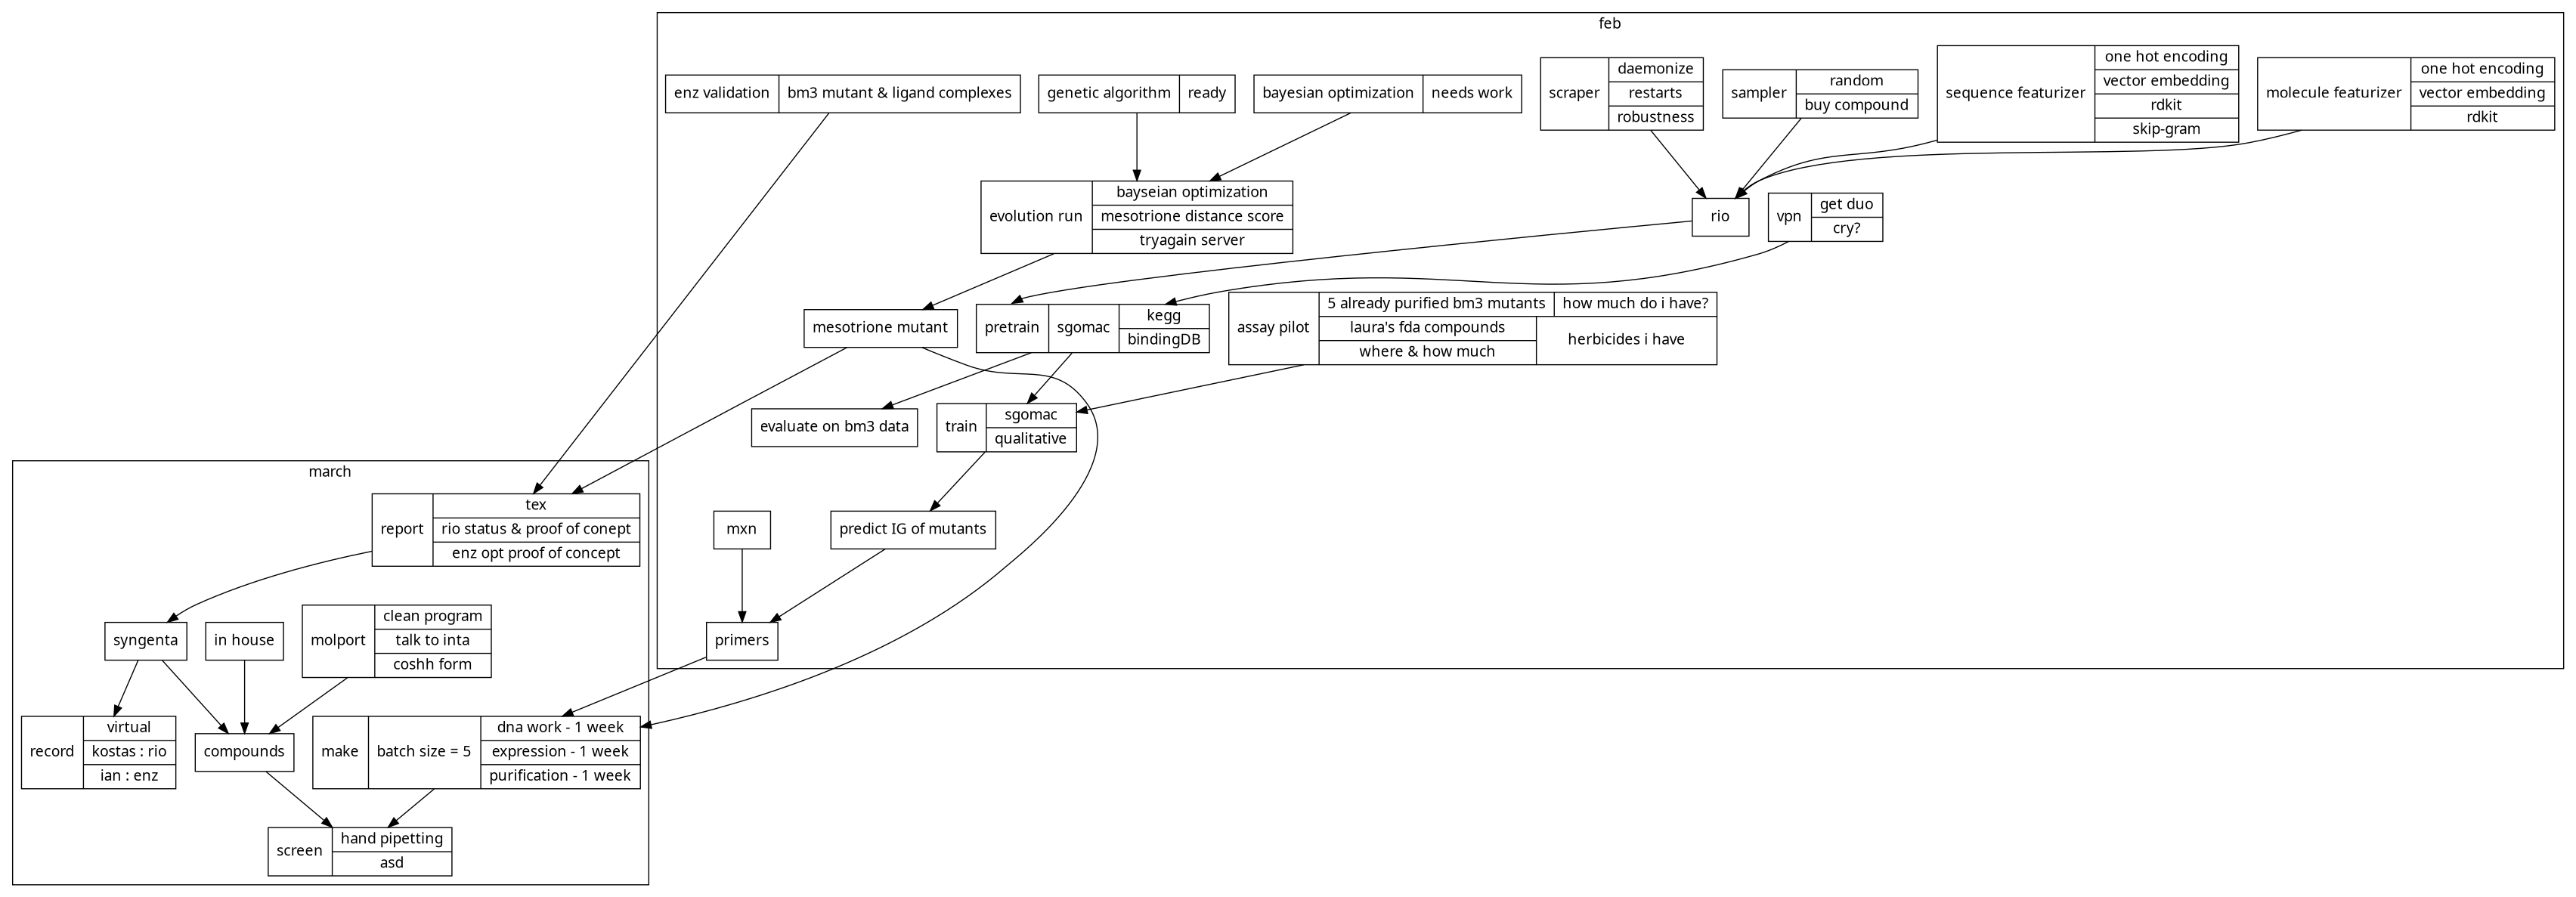 feb
enz validation
bm3 mutant & ligand complexes
genetic algorithm
ready
bayesian optimization
needs work
scraper
daemonize
restarts
robustness
sampler
random
buy compound
sequence featurizer
one hot encoding
vector embedding
rdkit
skip-gram
molecule featurizer
one hot encoding
vector embedding
rdkit
evolution run
bayseian optimization
mesotrione distance score
tryagain server
rio
vpn
get duo
cry?
mesotrione mutant
pretrain
sgomac
kegg
bindingDB
assay pilot
5 already purified bm3 mutants
how much do i have?
laura's fda compounds
where & how much
herbicides i have
evaluate on bm3 data
train
sgomac
qualitative
mxn
predict IG of mutants
primers
march
report
tex
rio status & proof of conept
enz opt proof of concept
syngenta
in house
molport
clean program
talk to inta
coshh form
record
virtual
kostas : rio
ian : enz
compounds
make
batch size = 5
dna work - 1 week
expression - 1 week
purification - 1 week
screen
hand pipetting
asd